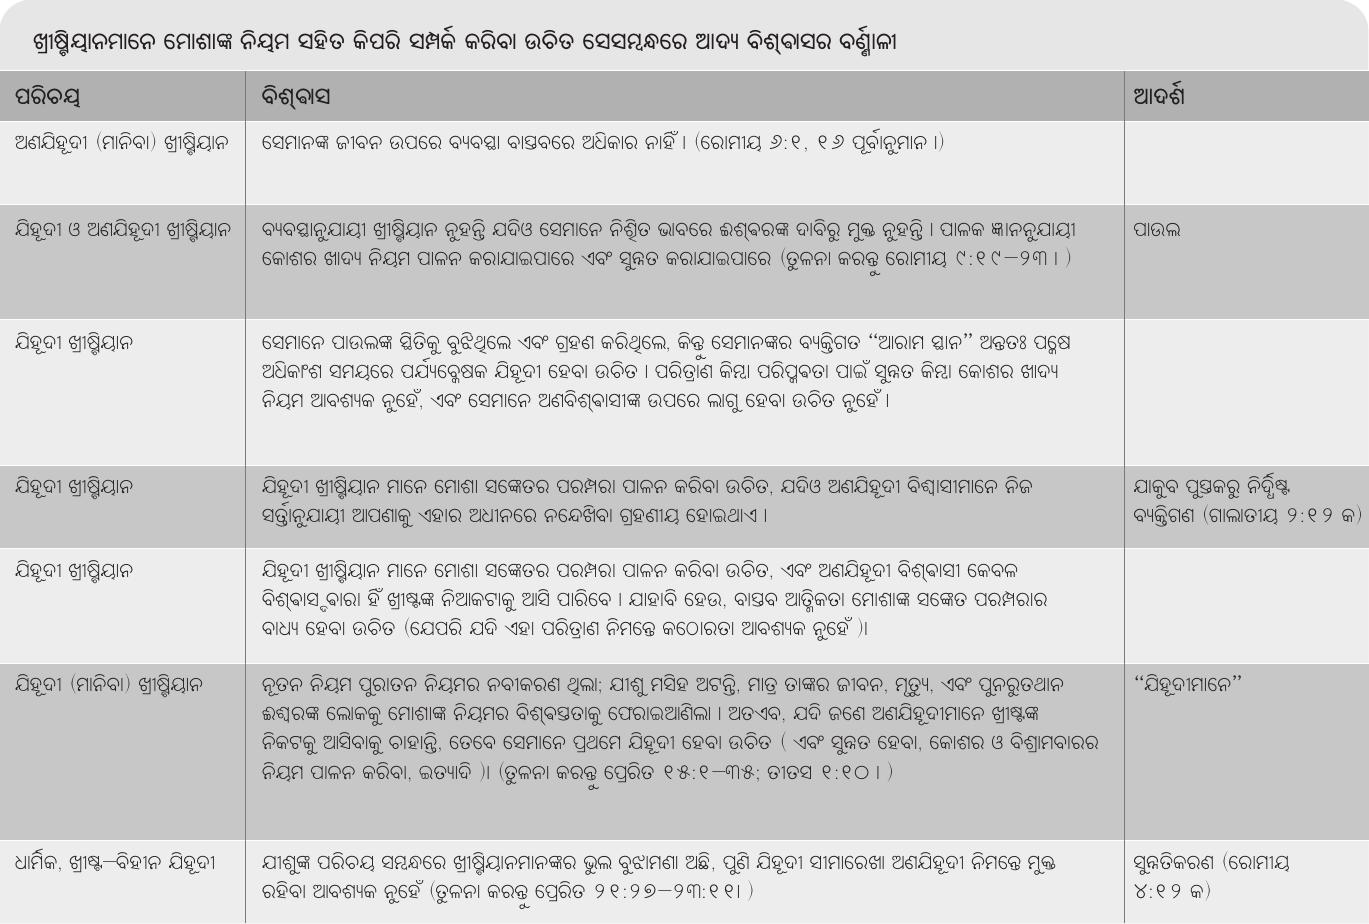 ଖ୍ରୀଷ୍ଟିୟାନମାନେ ମୋଶାଙ୍କ ନିୟମ ସହିତ କିପରି ସମ୍ପର୍କ କରିବା ଉଚିତ ସେସମ୍ବନ୍ଧରେ ଆଦ୍ୟ ବିଶ୍ଵାସର ବର୍ଣ୍ଣାଳୀ
ପରିଚୟ ବିଶ୍ଵାସ ଆଦର୍ଶ
ଅଣଯିହୂଦୀ (ମାନିବା) ଖ୍ରୀଷ୍ଟିୟାନ ସେମାନଙ୍କ ଜୀବନ ଉପରେ ବ୍ୟବସ୍ଥା ବାସ୍ତବରେ ଅଧିକାର ନାହିଁ । (ରୋମୀୟ ୬:୧, ୧୬ ପୂର୍ବାନୁମାନ ।)
ଯିହୂଦୀ ଓ ଅଣଯିହୂଦୀ ଖ୍ରୀଷ୍ଟିୟାନ ବ୍ୟବସ୍ଥାନୁଯାୟୀ ଖ୍ରୀଷ୍ଟିୟାନ ନୁହନ୍ତି ଯଦିଓ ସେମାନେ ନିଶ୍ଚିତ ଭାବରେ ଈଶ୍ଵରଙ୍କ ଦାବିରୁ ମୁକ୍ତ ନୁହନ୍ତି । ପାଳକ ଜ୍ଞାନନୁଯାୟୀ ପାଉଲ
କୋଶର ଖାଦ୍ୟ ନିୟମ ପାଳନ କରାଯାଇପାରେ ଏବଂ ସୁନ୍ନତ କରାଯାଇପାରେ (ତୁଳନା କରନ୍ତୁ ରୋମୀୟ ୯:୧୯–୨୩ । )
ଯିହୂଦୀ ଖ୍ରୀଷ୍ଟିୟାନ ସେମାନେ ପାଉଲଙ୍କ ସ୍ଥିତିକୁ ବୁଝିଥିଲେ ଏବଂ ଗ୍ରହଣ କରିଥିଲେ, କିନ୍ତୁ ସେମାନଙ୍କର ବ୍ୟକ୍ତିଗତ “ଆରାମ ସ୍ଥାନ” ଅନ୍ତତଃ ପକ୍ଷେ
ଅଧିକାଂଶ ସମୟରେ ପର୍ଯ୍ୟବେକ୍ଷକ ଯିହୂଦୀ ହେବା ଉଚିତ । ପରିତ୍ରାଣ କିମ୍ବା ପରିପକ୍ଵତା ପାଇଁ ସୁନ୍ନତ କିମ୍ବା କୋଶର ଖାଦ୍ୟ
ନିୟମ ଆବଶ୍ୟକ ନୁହେଁ, ଏବଂ ସେମାନେ ଅଣବିଶ୍ଵାସୀଙ୍କ ଉପରେ ଲାଗୁ ହେବା ଉଚିତ ନୁହେଁ ।
ଯିହୂଦୀ ଖ୍ରୀଷ୍ଟିୟାନ ଯିହୂଦୀ ଖ୍ରୀଷ୍ଟିୟାନ ମାନେ ମୋଶା ସଙ୍କେତର ପରମ୍ପରା ପାଳନ କରିବା ଉଚିତ, ଯଦିଓ ଅଣଯିହୂଦୀ ବିଶ୍ୱାସୀମାନେ ନିଜ ଯାକୁବ ପୁସ୍ତକରୁ ନିର୍ଦ୍ଧିଷ୍ଟ
ସର୍ତ୍ତାନୁଯାୟୀ ଆପଣାକୁ ଏହାର ଅଧୀନରେ ନଦେଖିବା ଗ୍ରହଣୀୟ ହୋଇଥାଏ । ବ୍ୟକ୍ତିଗଣ (ଗାଲାତୀୟ ୨:୧୨ କ)
ଯିହୂଦୀ ଖ୍ରୀଷ୍ଟିୟାନ ଯିହୂଦୀ ଖ୍ରୀଷ୍ଟିୟାନ ମାନେ ମୋଶା ସଙ୍କେତର ପରମ୍ପରା ପାଳନ କରିବା ଉଚିତ, ଏବଂ ଅଣଯିହୂଦୀ ବିଶ୍ଵାସୀ କେବଳ
ବିଶ୍ଵାସ ଦ୍ଵାରା ହିଁ ଖ୍ରୀଷ୍ଟଙ୍କ ନିଆକଟାକୁ ଆସି ପାରିବେ । ଯାହାବି ହେଉ, ବାସ୍ତବ ଆତ୍ମିକତା ମୋଶାଙ୍କ ସଙ୍କେତ ପରମ୍ପରାର
ବାଧ୍ୟ ହେବା ଉଚିତ (ଯେପରି ଯଦି ଏହା ପରିତ୍ରାଣ ନିମନ୍ତେ କଠୋରତା ଆବଶ୍ୟକ ନୁହେଁ )।
ଯିହୂଦୀ (ମାନିବା) ଖ୍ରୀଷ୍ଟିୟାନ ନୂତନ ନିୟମ ପୁରାତନ ନିୟମର ନବୀକରଣ ଥିଲା; ଯୀଶୁ ମସିହ ଅଟନ୍ତି, ମାତ୍ର ତାଙ୍କର ଜୀବନ, ମୃତ୍ୟୁ, ଏବଂ ପୁନରୁତଥାନ “ଯିହୂଦୀମାନେ”
ଈଶ୍ୱରଙ୍କ ଲୋକକୁ ମୋଶାଙ୍କ ନିୟମର ବିଶ୍ଵସ୍ତତାକୁ ଫେରାଇଆଣିଲା । ଅତଏବ, ଯଦି ଜଣେ ଅଣଯିହୂଦୀମାନେ ଖ୍ରୀଷ୍ଟଙ୍କ
ନିକଟକୁ ଆସିବାକୁ ଚାହାନ୍ତି, ତେବେ ସେମାନେ ପ୍ରଥମେ ଯିହୂଦୀ ହେବା ଉଚିତ ( ଏବଂ ସୁନ୍ନତ ହେବା, କୋଶର ଓ ବିଶ୍ରାମବାରର
ନିୟମ ପାଳନ କରିବା, ଇତ୍ୟାଦି )। (ତୁଳନା କରନ୍ତୁ ପ୍ରେରିତ ୧୫:୧–୩୫; ତୀତସ ୧:୧୦ । )
ଧାର୍ମିକ, ଖ୍ରୀଷ୍ଟ–ବିହୀନ ଯିହୂଦୀ ଯୀଶୁଙ୍କ ପରିଚୟ ସମ୍ବନ୍ଧରେ ଖ୍ରୀଷ୍ଟିୟାନମାନଙ୍କର ଭୁଲ ବୁଝାମଣା ଅଛି, ପୁଣି ଯିହୂଦୀ ସୀମାରେଖା ଅଣଯିହୂଦୀ ନିମନ୍ତେ ମୁକ୍ତ ସୁନ୍ନତିକରଣ (ରୋମୀୟ
ରହିବା ଆବଶ୍ୟକ ନୁହେଁ (ତୁଳନା କରନ୍ତୁ ପ୍ରେରିତ ୨୧:୨୭–୨୩:୧୧। ) ୪:୧୨ କ)